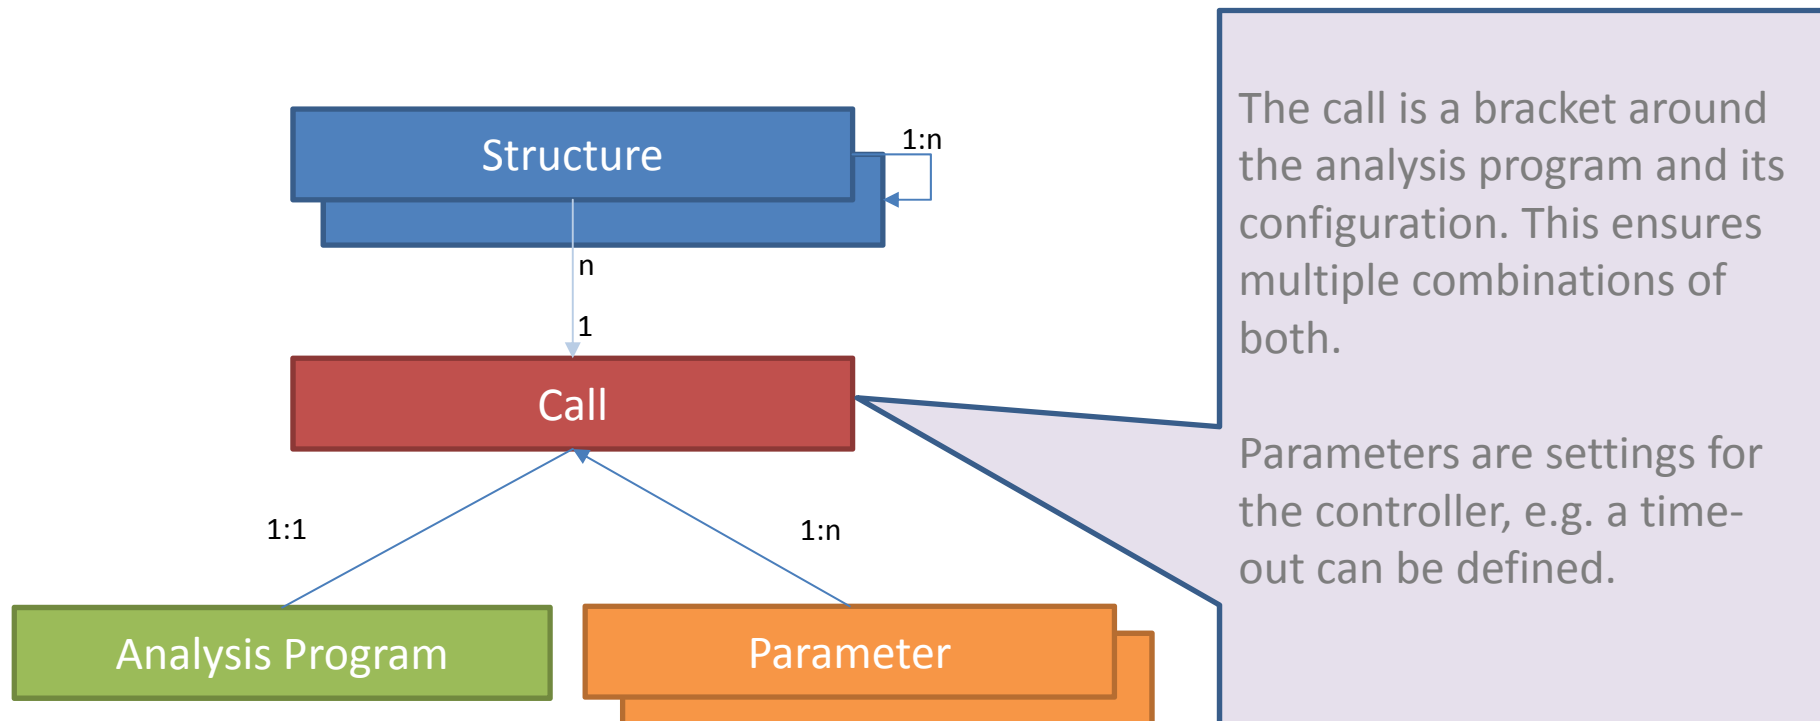 Structure
1:n
n
1
Call
1:1
1:n
Analysis Program
Parameter
The call is a bracket around
the analysis program and its
configuration. This ensures
multiple combinations of
both.
Parameters are settings for
the controller, e.g. a time-
out can be defined.